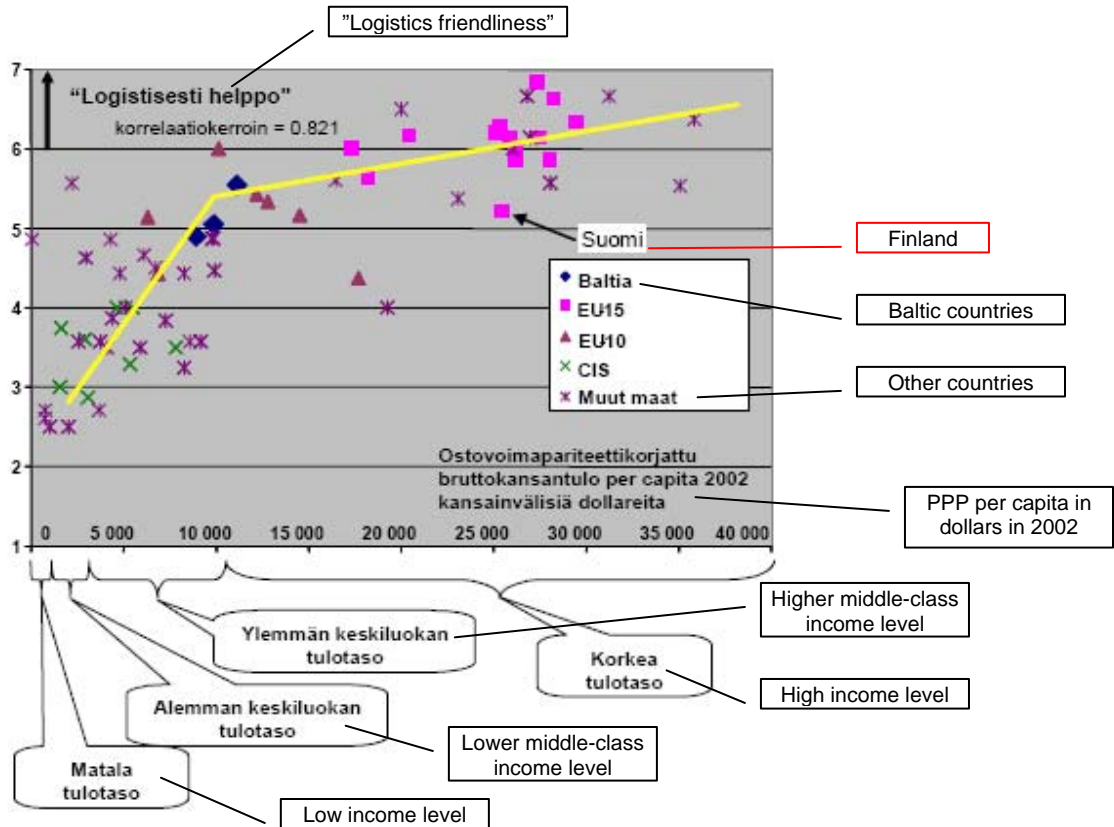 ”Logistics friendliness”
7
6
5
4
3
2
1
“Logistisesti helppo”
korrelaatiokerroin = 0.821
Suomi
Finland
Baltia
EU15
EU10
CIS
Muut maat
Baltic countries
Other countries
Ostovoimapariteettikorjattu
bruttokansantulo per capita 2002
kansainvälisiä dollareita
PPP per capita in
dollars in 2002
0 5 000 10 000 15 000 20 000 25 000 30 000 40 000
Ylemmän keskiluokan
tulotaso
Higher middle-class
income level
Korkea
tulotaso
High income level
Alemman keskiluokan
tulotaso
Lower middle-class
income level
Matala
tulotaso
Low income level